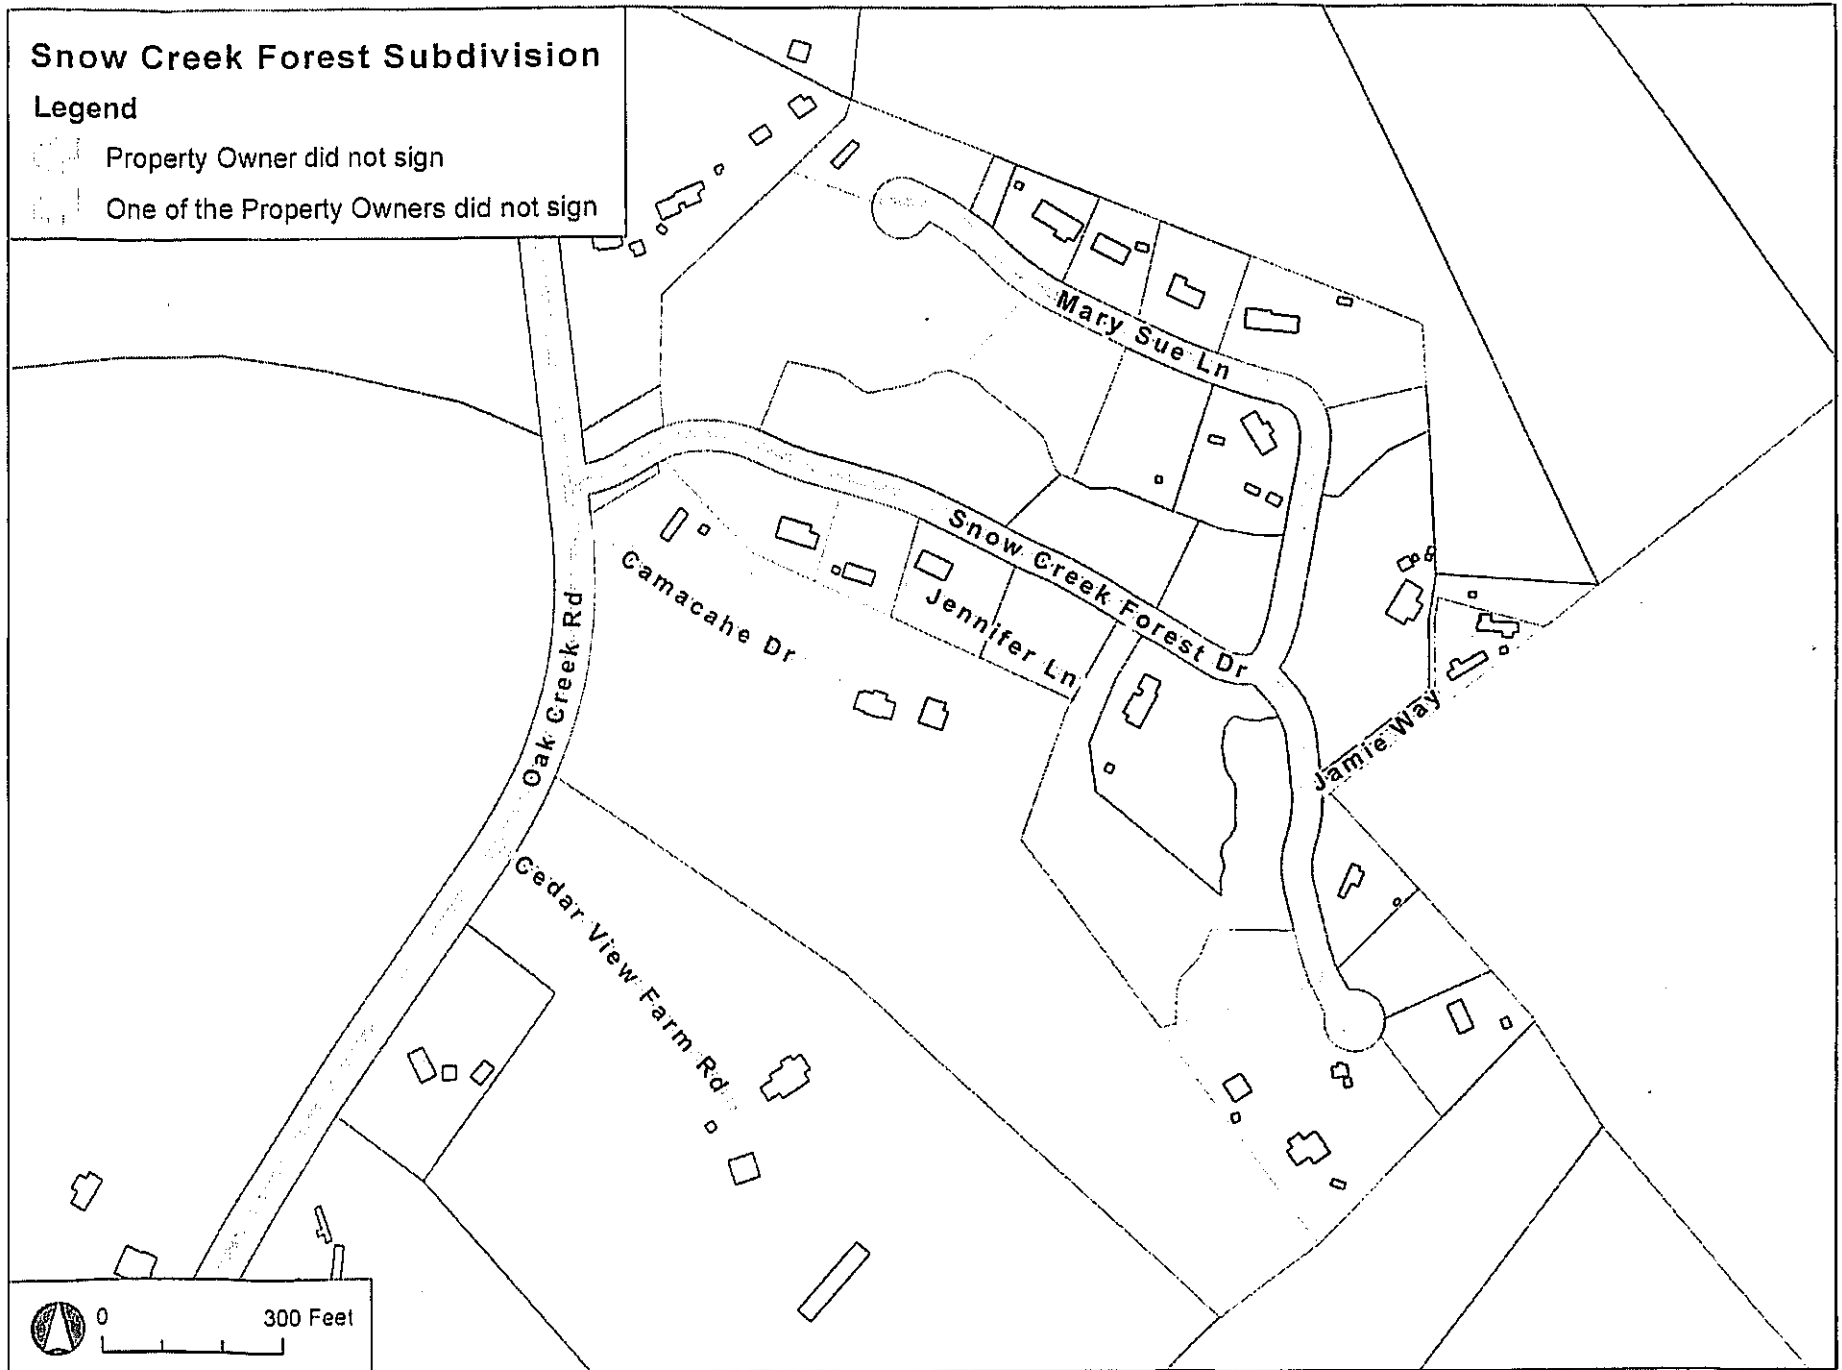 Snow Creek Forest Subdivision
Legend
Property Owner did not sign
One of the Property Owners did not sign
Mary Sue Ln
Snow Creek Forest Dr
Camacahe Dr
Jennifer Ln
Oak Creek Rd
Jamie Way
Cedar View Farm Rd
0 300 Feet